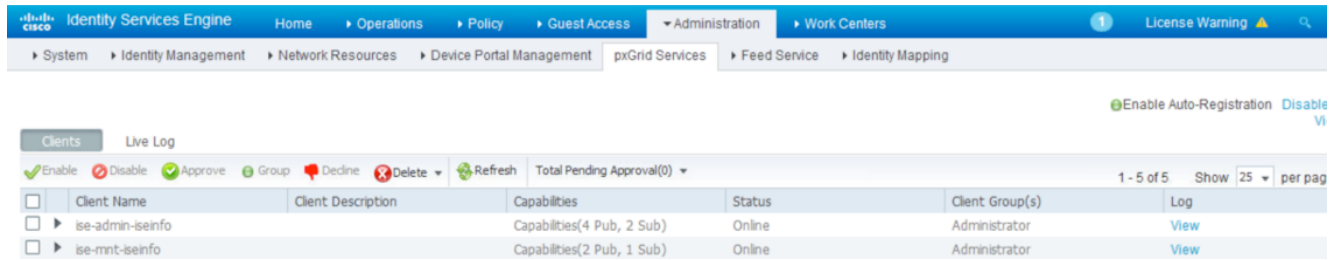 CISCO Identity Services Engine Home Operations Policy Guest Access Administration Work Centers 1 License Warning
System Identity Management Network Resources Device Portal Management pxGrid Services Feed Service Identity Mapping
Enable Auto-Registration Disable
Vi
Clients Live Log
Enable Disable Approve Group Decline Delete Refresh Total Pending Approval(0)
1 - 5 of 5 Show 25 per pag
Client Name Client Description Capabilities Status Client Group(s) Log
ise-admin-iseinfo Capabilities(4 Pub, 2 Sub) Online Administrator View
ise-mnt-iseinfo Capabilities(2 Pub, 1 Sub) Online Administrator View